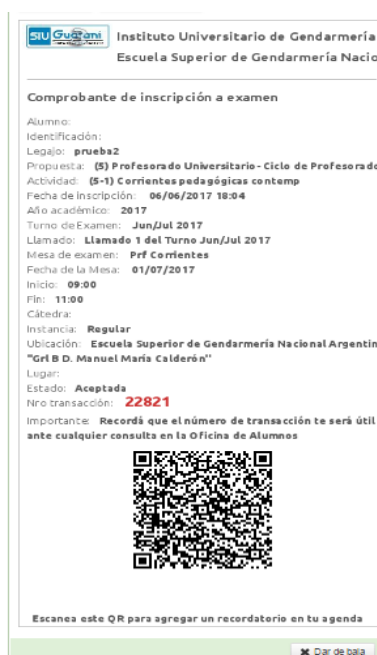 SIU Guaraní
Instituto Universitario de Gendarmería
Escuela Superior de Gendarmería Nacio
Comprobante de inscripción a examen
Alumno:
Identificación:
Legajo: prueba2
Propuesta: (5) Profesorado Universitario - Ciclo de Profesorado
Actividad: (5-1) Corrientes pedagógicas contemp
Fecha de inscripción: 06/06/2017 18:04
Año académico: 2017
Turno de Examen: Jun/Jul 2017
Llamado: Llamado 1 del Turno Jun/Jul 2017
Mesa de examen: Prf Corrientes
Fecha de la Mesa: 01/07/2017
Inicio: 09:00
Fin: 11:00
Cátedra:
Instancia: Regular
Ubicación: Escuela Superior de Gendarmería Nacional Argentin
"Grl B D. Manuel María Calderón"
Lugar:
Estado: Aceptada
Nro transacción: 22821
Importante: Recordá que el número de transacción te será útil
ante cualquier consulta en la Oficina de Alumnos
Escanea este QR para agregar un recordatorio en tu agenda
✖ Dar de baja